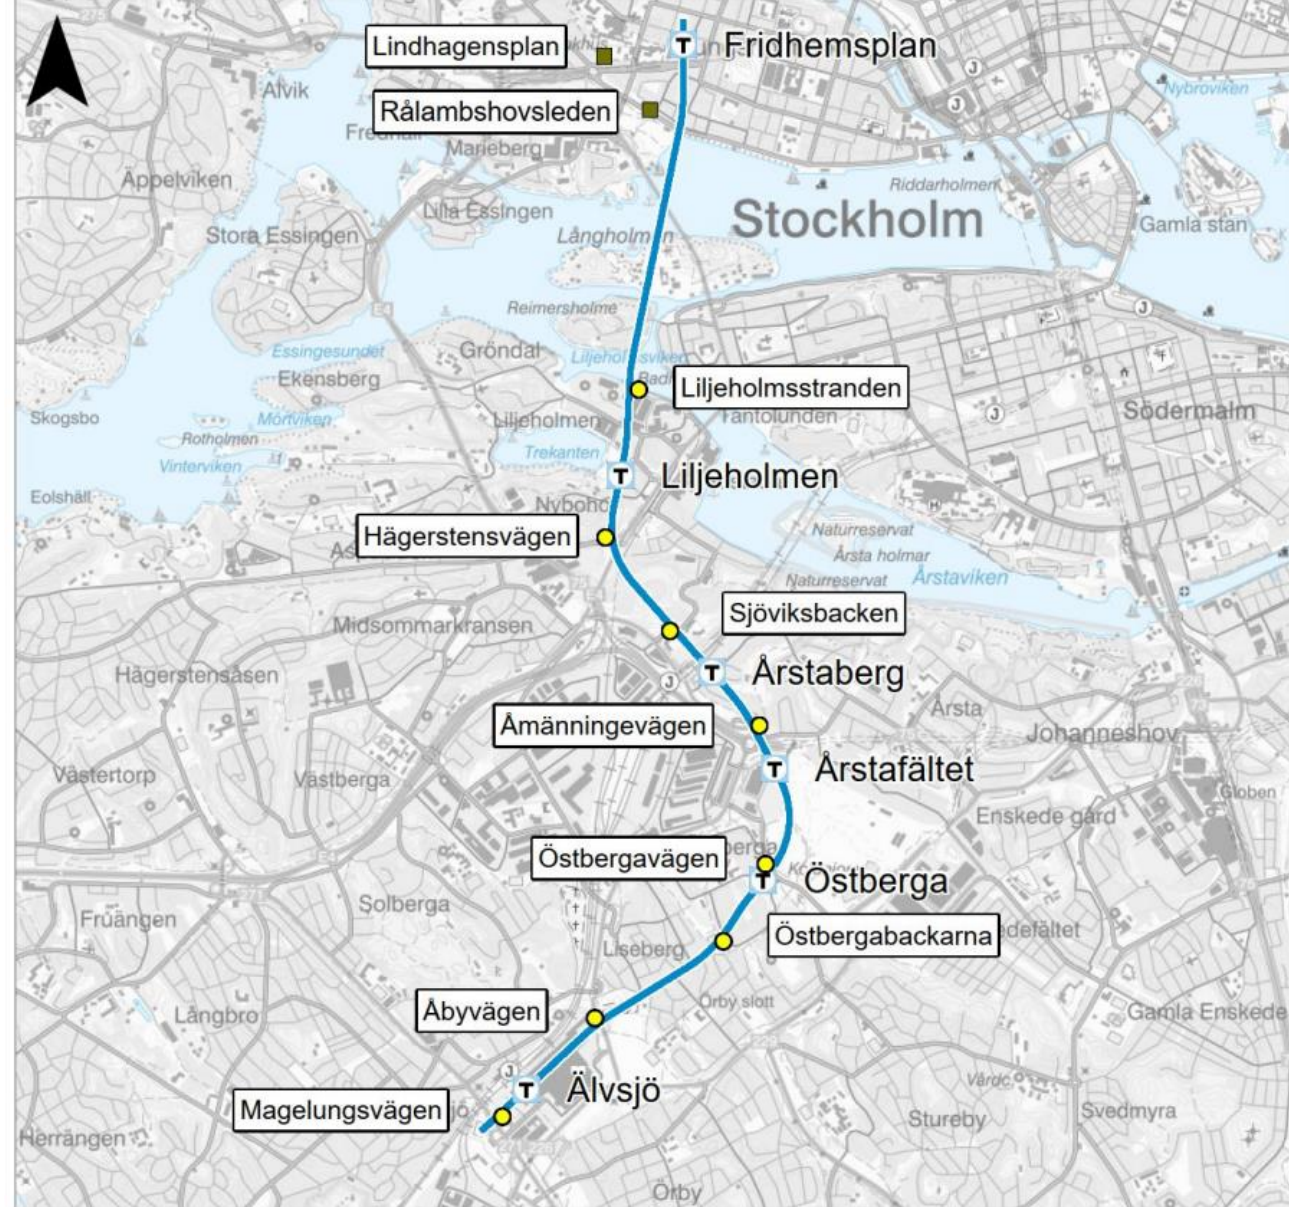 Lindhagensplan
T
Fridhemsplan
J
Alvik
Rålambshovsleden
J
Nybroviken
Marieberg
Äppelviken
Riddarholmen
Lilla Essingen
Stockholm
Gamla stan
Stora Essingen
Långholmen
Reimersholme
J
Essingesundet
Gröndal
Ekensberg
Liljeholmsstranden
Skogsbo
Mörtviken
Liljeholmen
Tantolunden
J
Södermalm
Rotholmen
Trekanten
Vinterviken
T
Liljeholmen
Eolshäll
Hägerstensvägen
Naturreservat
Årsta holmar
Naturreservat
Årstaviken
Midsommarkransen
Sjöviksbacken
Hägerstensåsen
J
T
Årstaberg
Årsta
Åmänningevägen
Johanneshov
Västertorp
Västberga
T
Årstafältet
Globen
Enskede gård
Östbergavägen
T
Östberga
Fruängen
Solberga
Östbergabackarna
Liseberg
Örby slott
Långbro
Åbyvägen
Gamla Enskede
J
T
Älvsjö
Vårdc.
Magelungsvägen
Stureby
Svedmyra
Herrängen
Örby